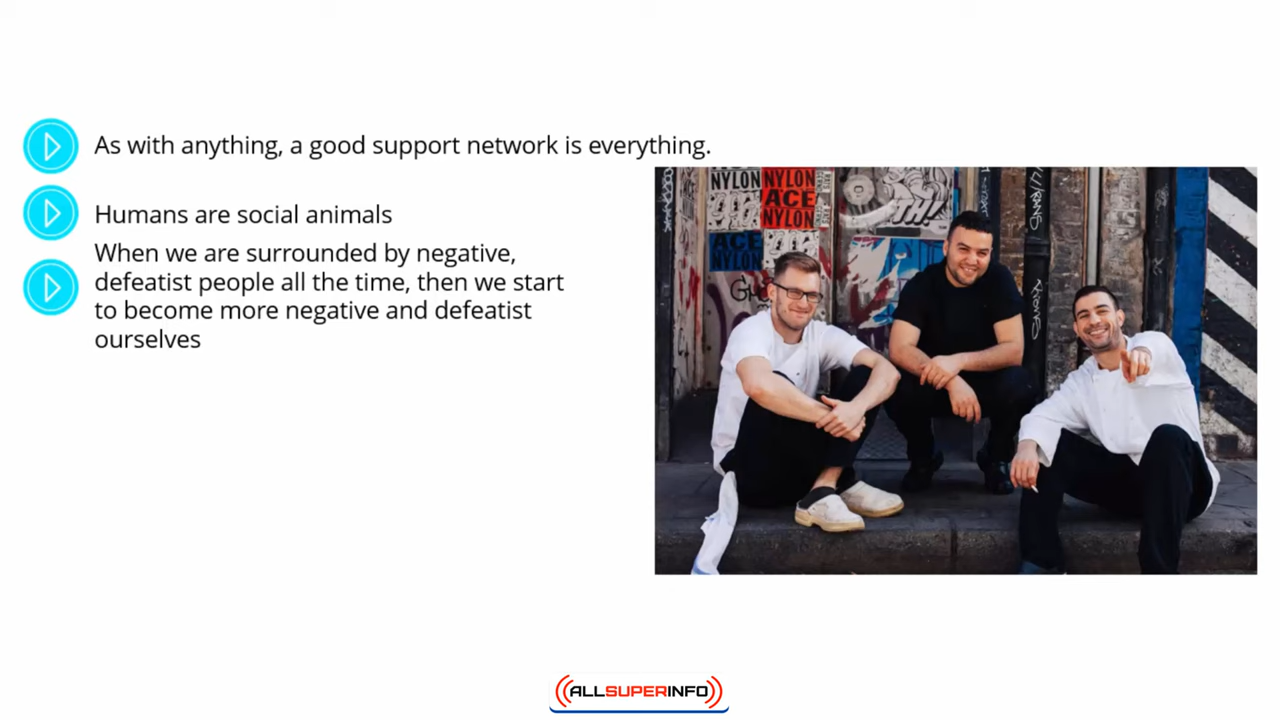 As with anything, a good support network is everything.
Humans are social animals
When we are surrounded by negative,
defeatist people all the time, then we start
to become more negative and defeatist
ourselves
NYLON
NYLON
ACE
NYLON
ACE
NYLON
TH!
ALLSUPERINFO